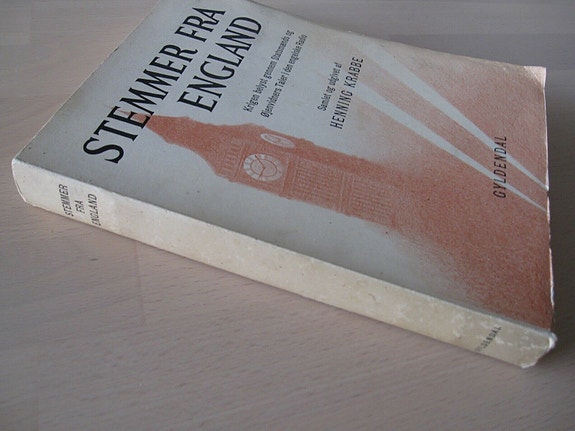 STEMMER FRA
ENGLAND
Krigen belyst gennem Statsmænds og
Øjenvidners Taler i den engelske Radio
Samlet og udgivet af
HENNING KRABBE
GYLDENDAL
STEMMER
FRA
ENGLAND
GYLDENDAL